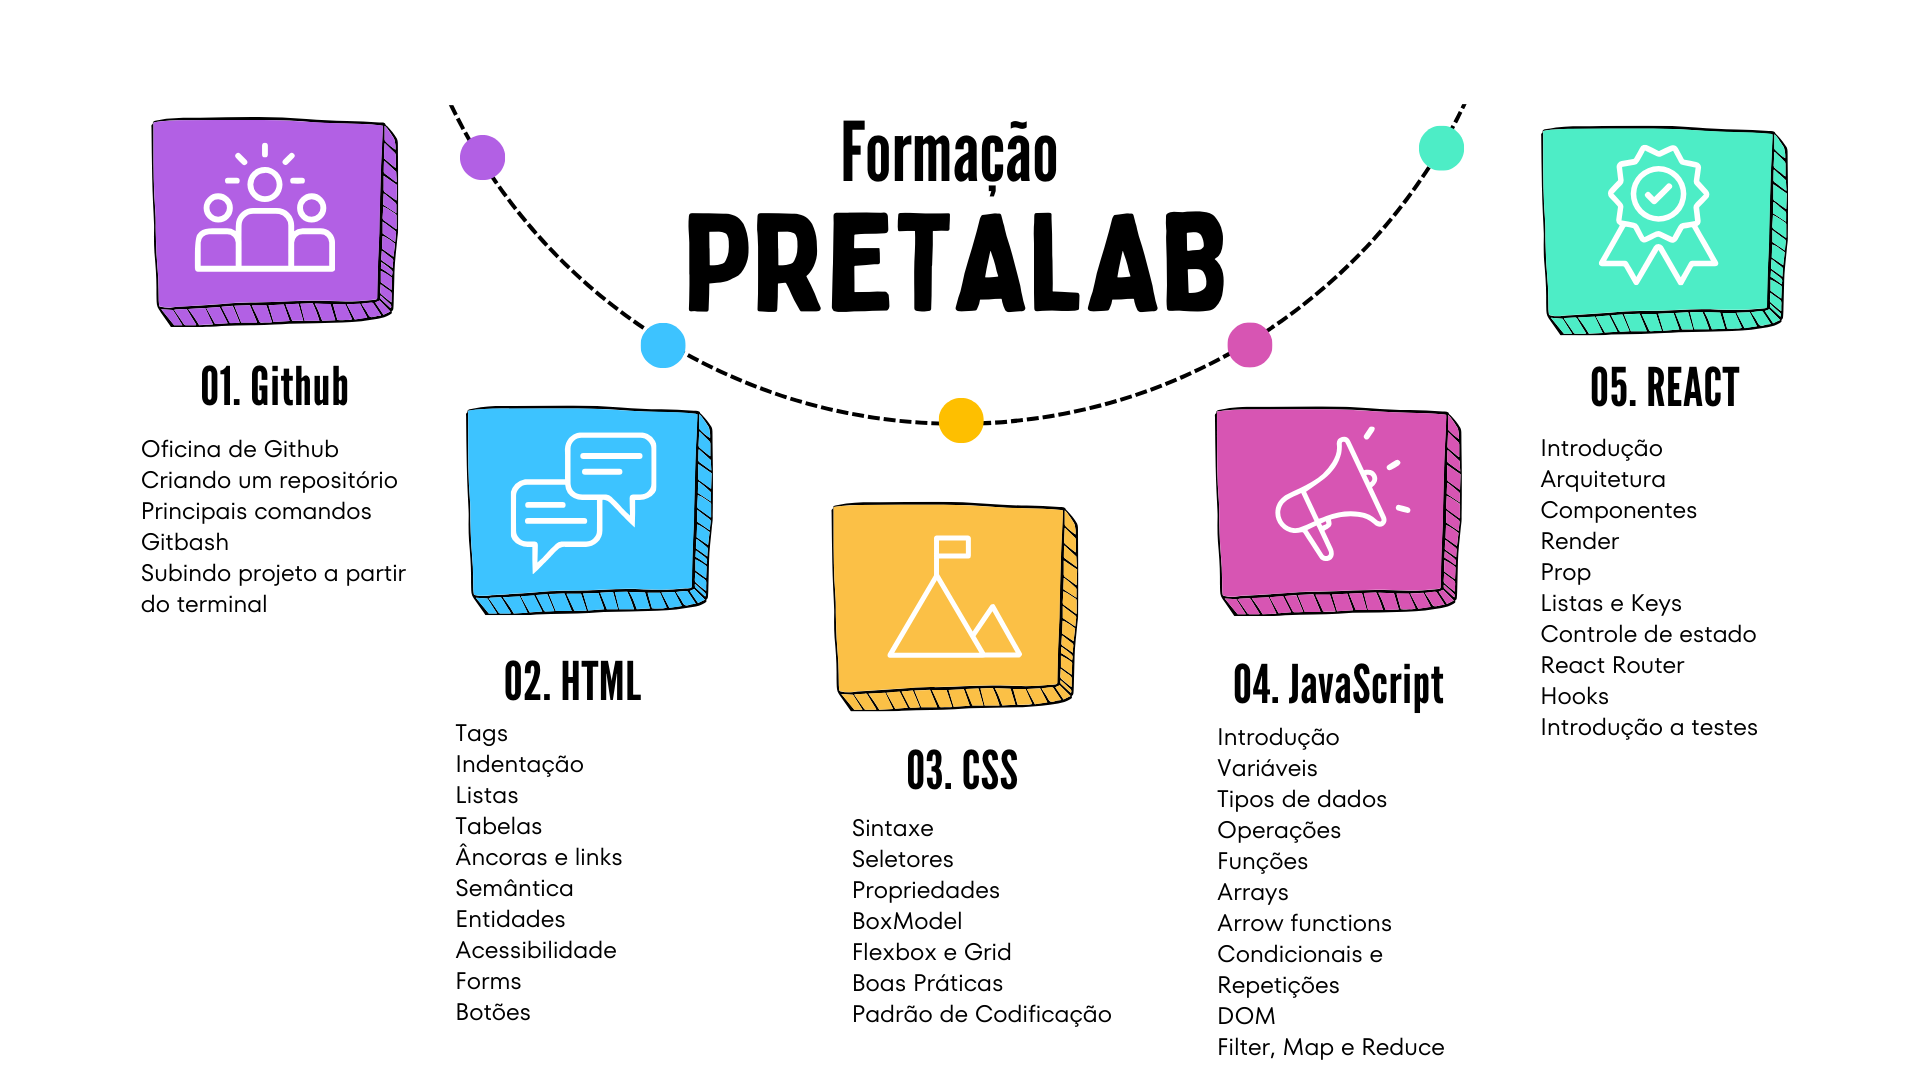 Formação
PRETALAB
01. Github
Oficina de Github
Criando um repositório
Principais comandos
Gitbash
Subindo projeto a partir
do terminal
02. HTML
Tags
Indentação
Listas
Tabelas
Âncoras e links
Semântica
Entidades
Acessibilidade
Forms
Botões
03. CSS
Sintaxe
Seletores
Propriedades
BoxModel
Flexbox e Grid
Boas Práticas
Padrão de Codificação
04. JavaScript
Introdução
Variáveis
Tipos de dados
Operações
Funções
Arrays
Arrow functions
Condicionais e
Repetições
DOM
Filter, Map e Reduce
05. REACT
Introdução
Arquitetura
Componentes
Render
Prop
Listas e Keys
Controle de estado
React Router
Hooks
Introdução a testes